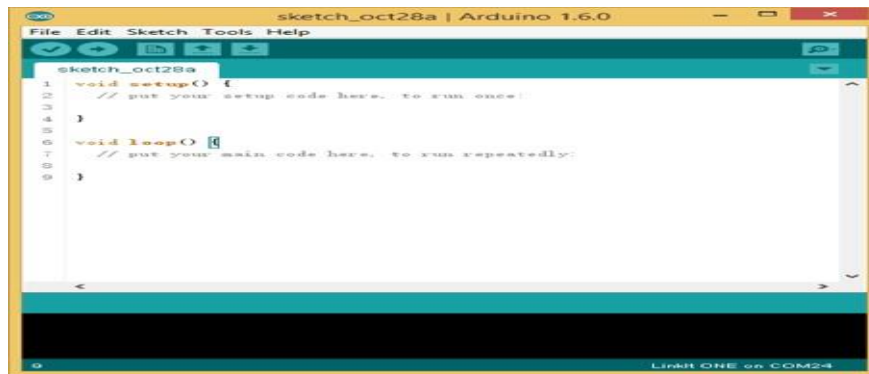 sketch_oct28a | Arduino 1.6.0
File Edit Sketch Tools Help
sketch_oct28a
1 void setup() {
2 // put your setup code here, to run once:
3
4 }
5
6 void loop() {
7 // put your main code here, to run repeatedly:
8
9 }
9 LinkIt ONE on COM24